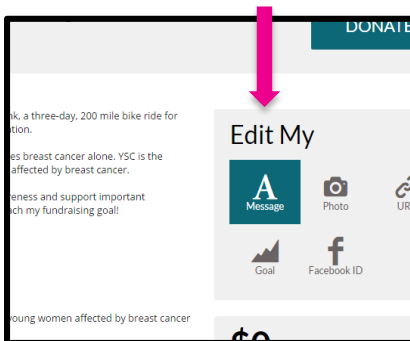 DONATE
nk, a three-day, 200 mile bike ride for
ation.
es breast cancer alone. YSC is the
affected by breast cancer.
reness and support important
ach my fundraising goal!
young women affected by breast cancer
Edit My
A
Message
Photo
UR
Goal
f
Facebook ID
$0